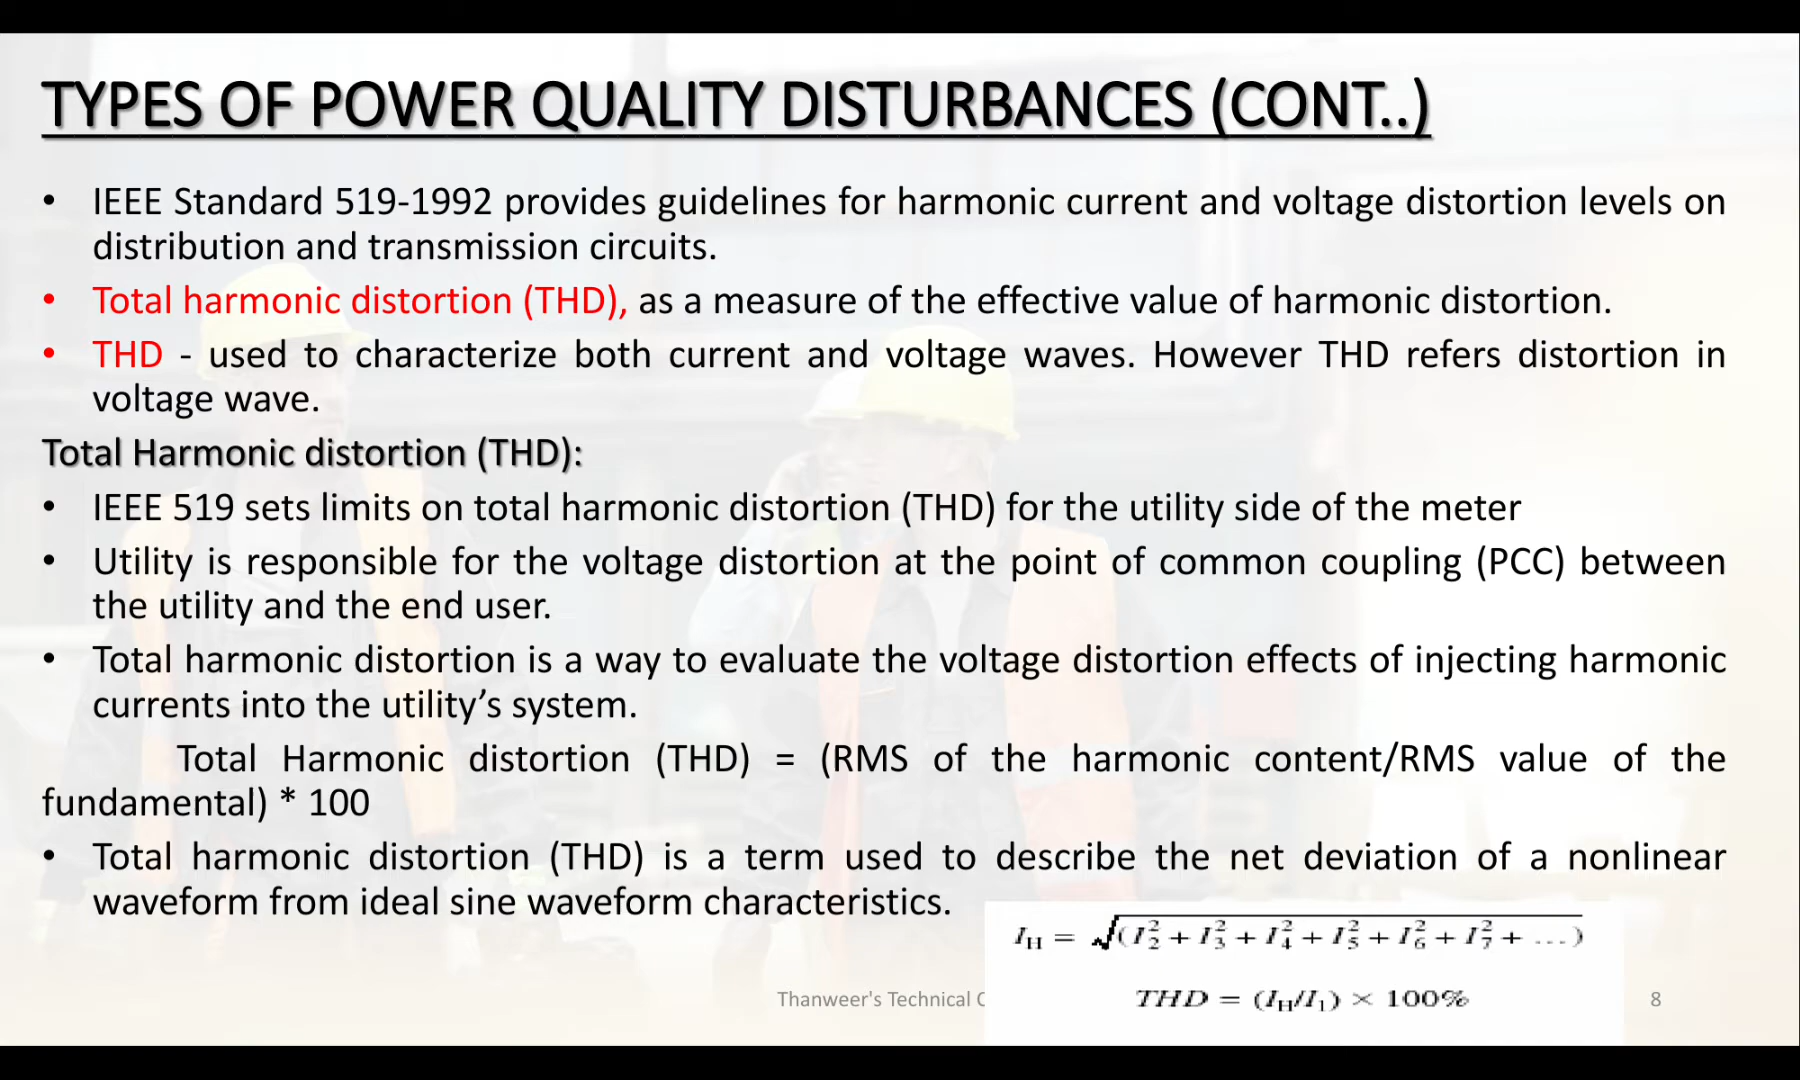 TYPES OF POWER QUALITY DISTURBANCES (CONT..)
• IEEE Standard 519-1992 provides guidelines for harmonic current and voltage distortion levels on
distribution and transmission circuits.
• Total harmonic distortion (THD), as a measure of the effective value of harmonic distortion.
• THD - used to characterize both current and voltage waves. However THD refers distortion in
voltage wave.
Total Harmonic distortion (THD):
• IEEE 519 sets limits on total harmonic distortion (THD) for the utility side of the meter
• Utility is responsible for the voltage distortion at the point of common coupling (PCC) between
the utility and the end user.
• Total harmonic distortion is a way to evaluate the voltage distortion effects of injecting harmonic
currents into the utility’s system.
Total Harmonic distortion (THD) = (RMS of the harmonic content/RMS value of the
fundamental) * 100
• Total harmonic distortion (THD) is a term used to describe the net deviation of a nonlinear
waveform from ideal sine waveform characteristics.
I_H = √(I₂² + I₃² + I₄² + I₅² + I₆² + I₇² + ...)
THD = (I_H/I₁) × 100%
Thanweer's Technical
8